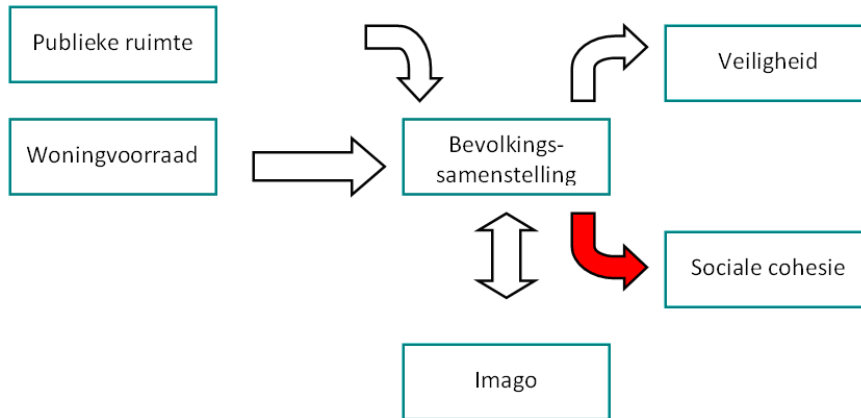 Publieke ruimte
Veiligheid
Woningvoorraad
Bevolkings-
samenstelling
Sociale cohesie
Imago